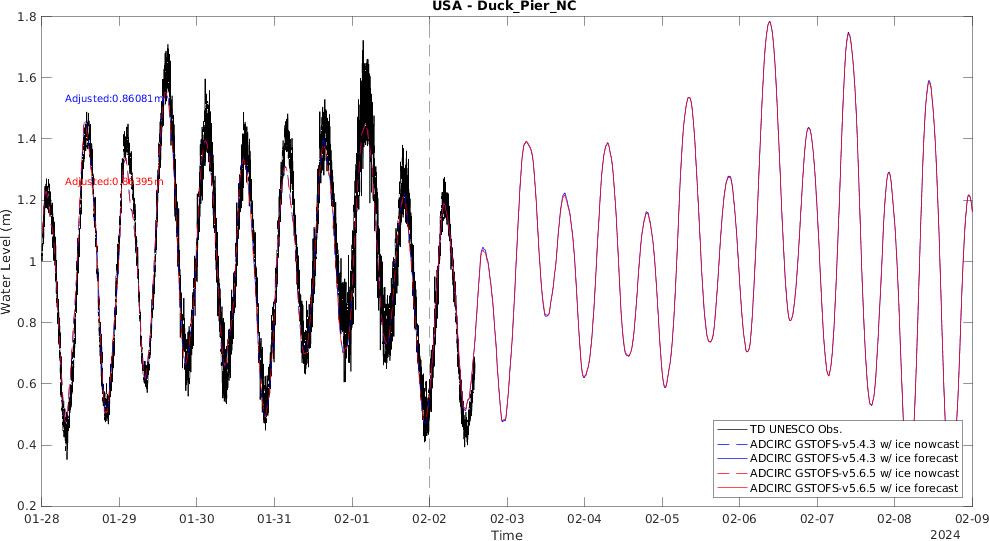 USA - Duck_Pier_NC
1.8
1.6
1.4
1.2
1
0.8
0.6
0.4
0.2
Water Level (m)
Adjusted:0.86081m
Adjusted:0.86395m
TD UNESCO Obs.
ADCIRC GSTOFS-v5.4.3 w/ ice nowcast
ADCIRC GSTOFS-v5.4.3 w/ ice forecast
ADCIRC GSTOFS-v5.6.5 w/ ice nowcast
ADCIRC GSTOFS-v5.6.5 w/ ice forecast
01-28 01-29 01-30 01-31 02-01 02-02 02-03 02-04 02-05 02-06 02-07 02-08 02-09
Time
2024